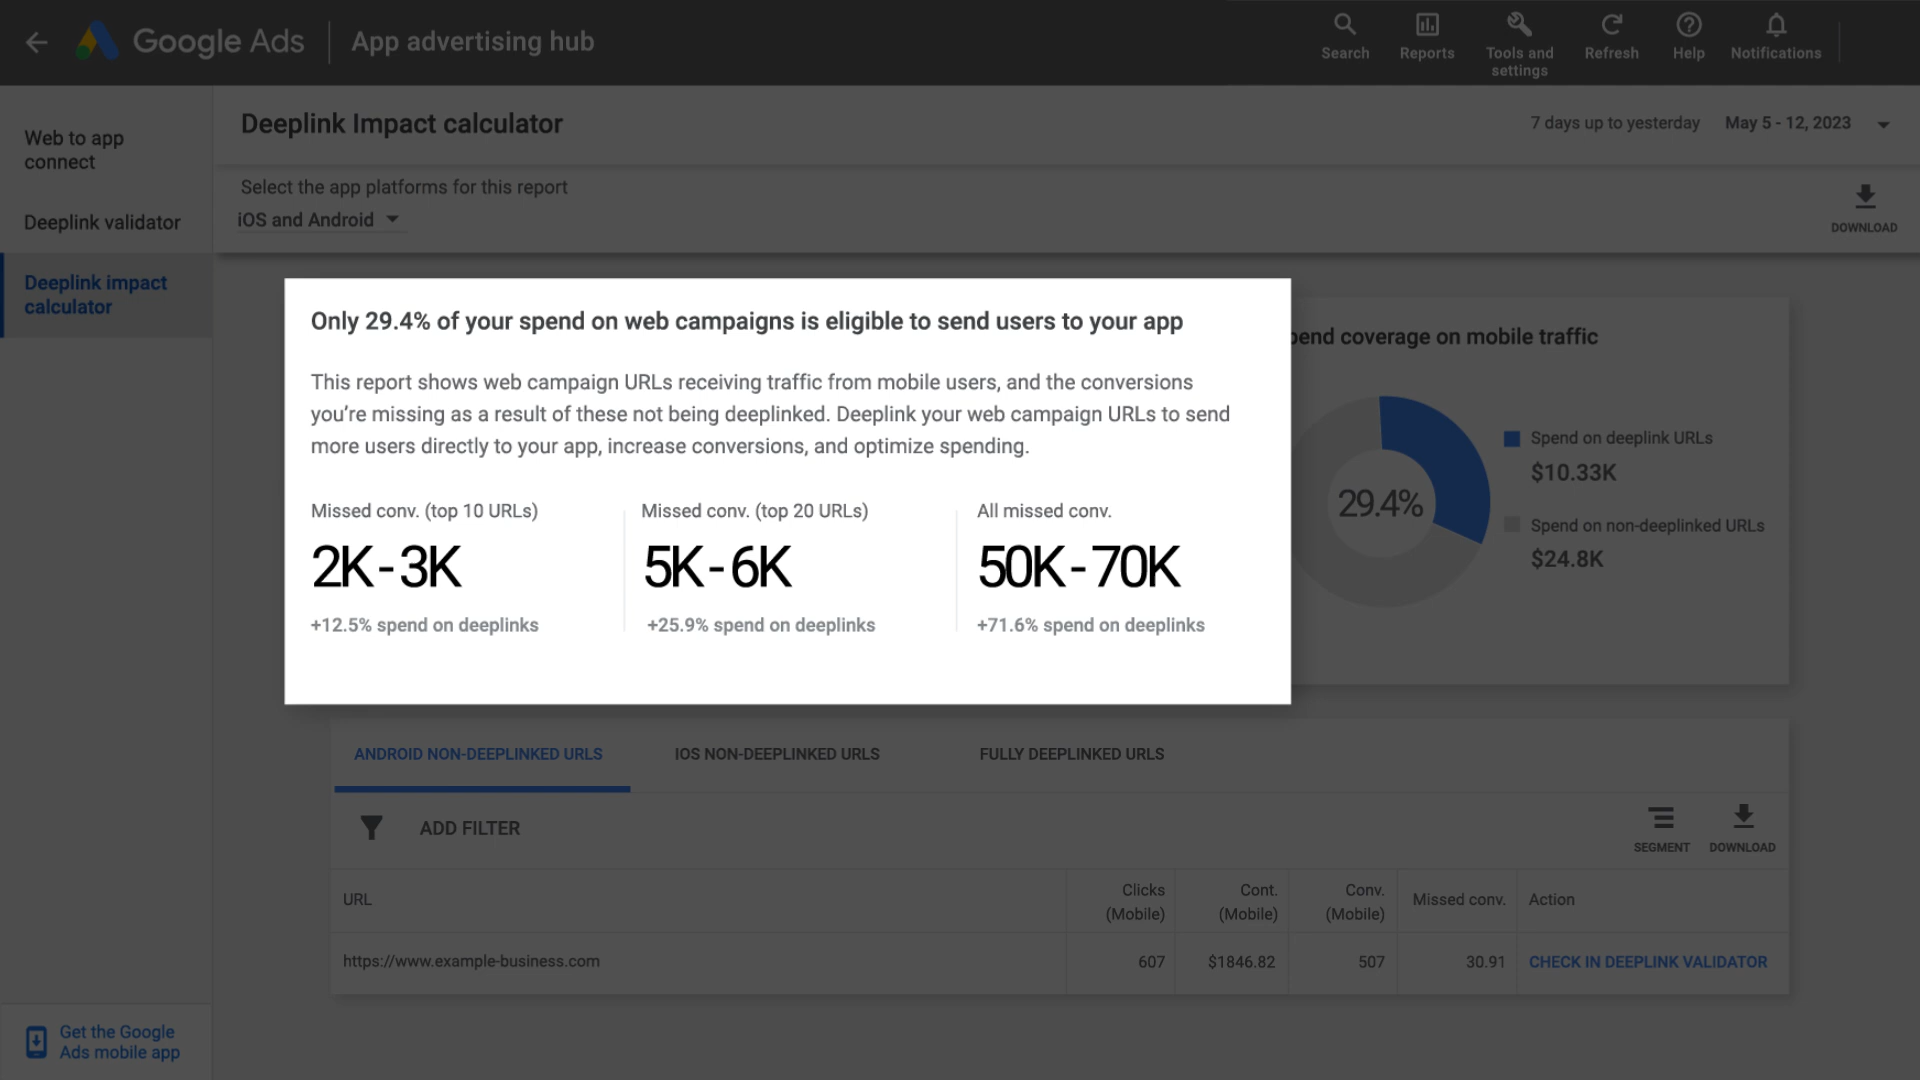 Google Ads
App advertising hub
Search
Reports
Tools and
settings
Refresh
Help
Notifications
Web to app
connect
Deeplink validator
Deeplink impact
calculator
Deeplink Impact calculator
7 days up to yesterday
May 5 - 12, 2023
Select the app platforms for this report
iOS and Android
DOWNLOAD
Only 29.4% of your spend on web campaigns is eligible to send users to your app
This report shows web campaign URLs receiving traffic from mobile users, and the conversions
you’re missing as a result of these not being deeplinked. Deeplink your web campaign URLs to send
more users directly to your app, increase conversions, and optimize spending.
Missed conv. (top 10 URLs)
2K - 3K
+12.5% spend on deeplinks
Missed conv. (top 20 URLs)
5K - 6K
+25.9% spend on deeplinks
All missed conv.
50K - 70K
+71.6% spend on deeplinks
coverage on mobile traffic
29.4%
Spend on deeplink URLs
$10.33K
Spend on non-deeplinked URLs
$24.8K
ANDROID NON-DEEPLINKED URLS
IOS NON-DEEPLINKED URLS
FULLY DEEPLINKED URLS
ADD FILTER
SEGMENT
DOWNLOAD
URL
Clicks
(Mobile)
Cont.
(Mobile)
Conv.
(Mobile)
Missed conv.
Action
https://www.example-business.com
607
$1846.82
507
30.91
CHECK IN DEEPLINK VALIDATOR
Get the Google
Ads mobile app